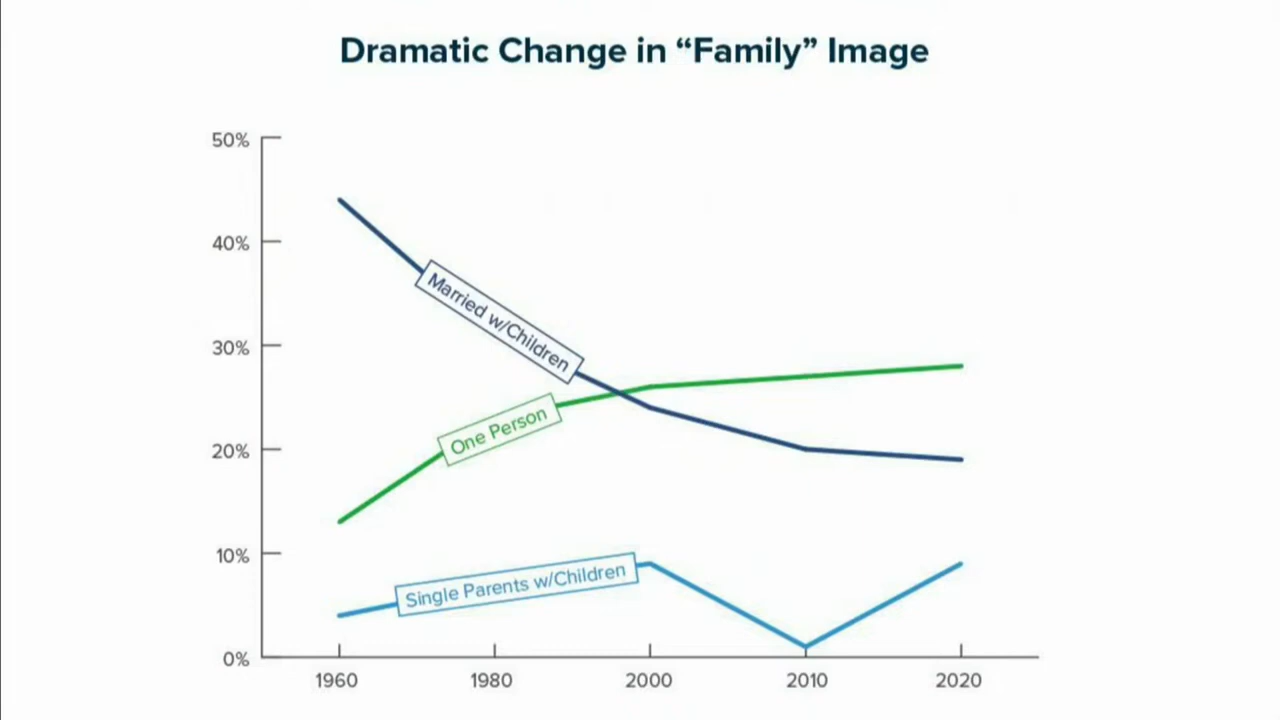 Dramatic Change in “Family” Image
50%
40%
30%
20%
10%
0%
Married w/Children
One Person
Single Parents w/Children
1960
1980
2000
2010
2020